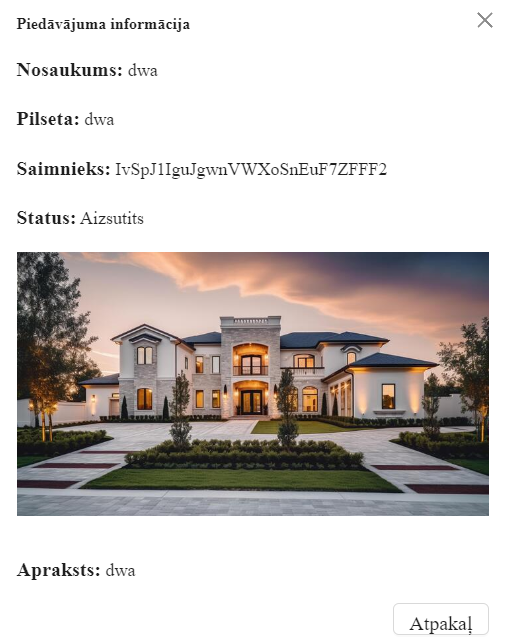 Piedāvājuma informācija
Nosaukums: dwa
Pilseta: dwa
Saimnieks: IvSpJ1IguJgwnVWXoSnEuF7ZFFF2
Status: Aizsutits
Apraksts: dwa
Atpakaļ